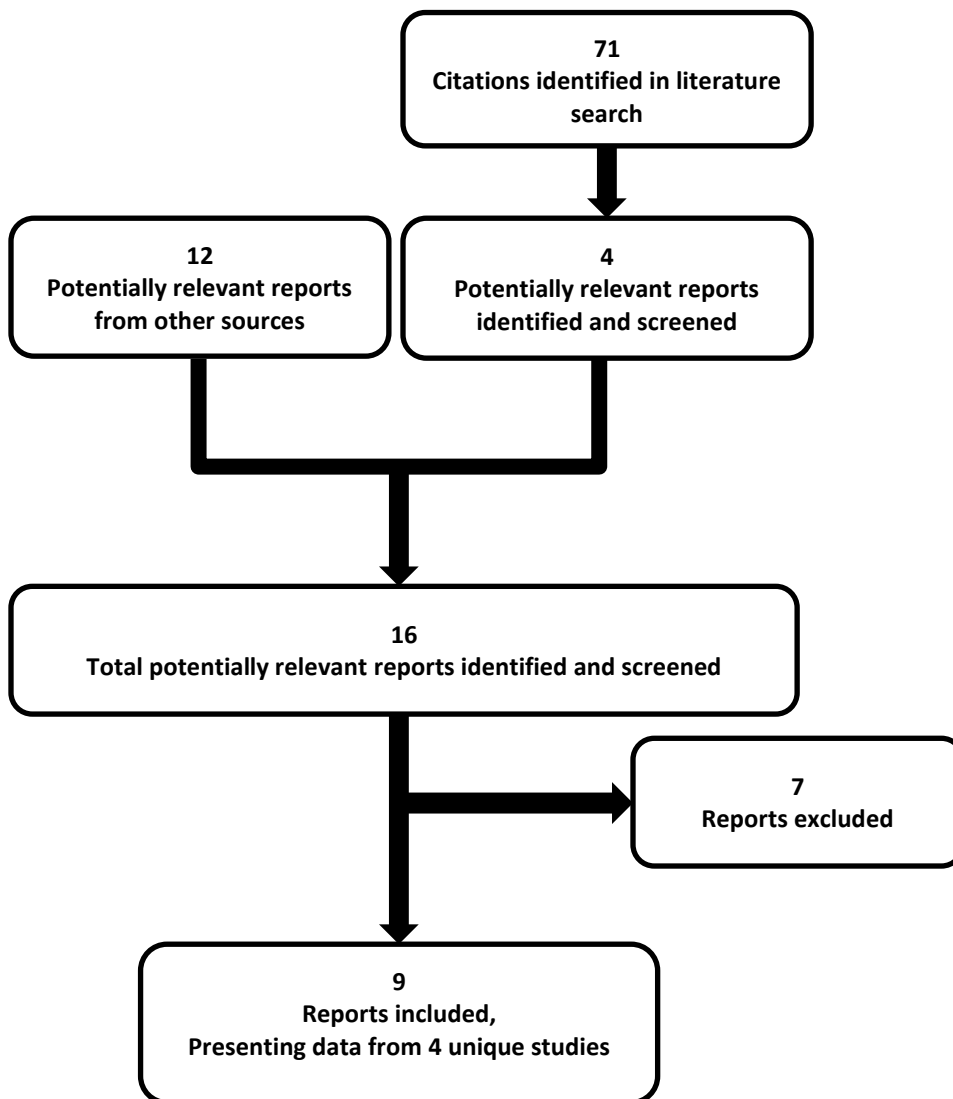 71
Citations identified in literature
search
12
Potentially relevant reports
from other sources
4
Potentially relevant reports
identified and screened
16
Total potentially relevant reports identified and screened
7
Reports excluded
9
Reports included,
Presenting data from 4 unique studies